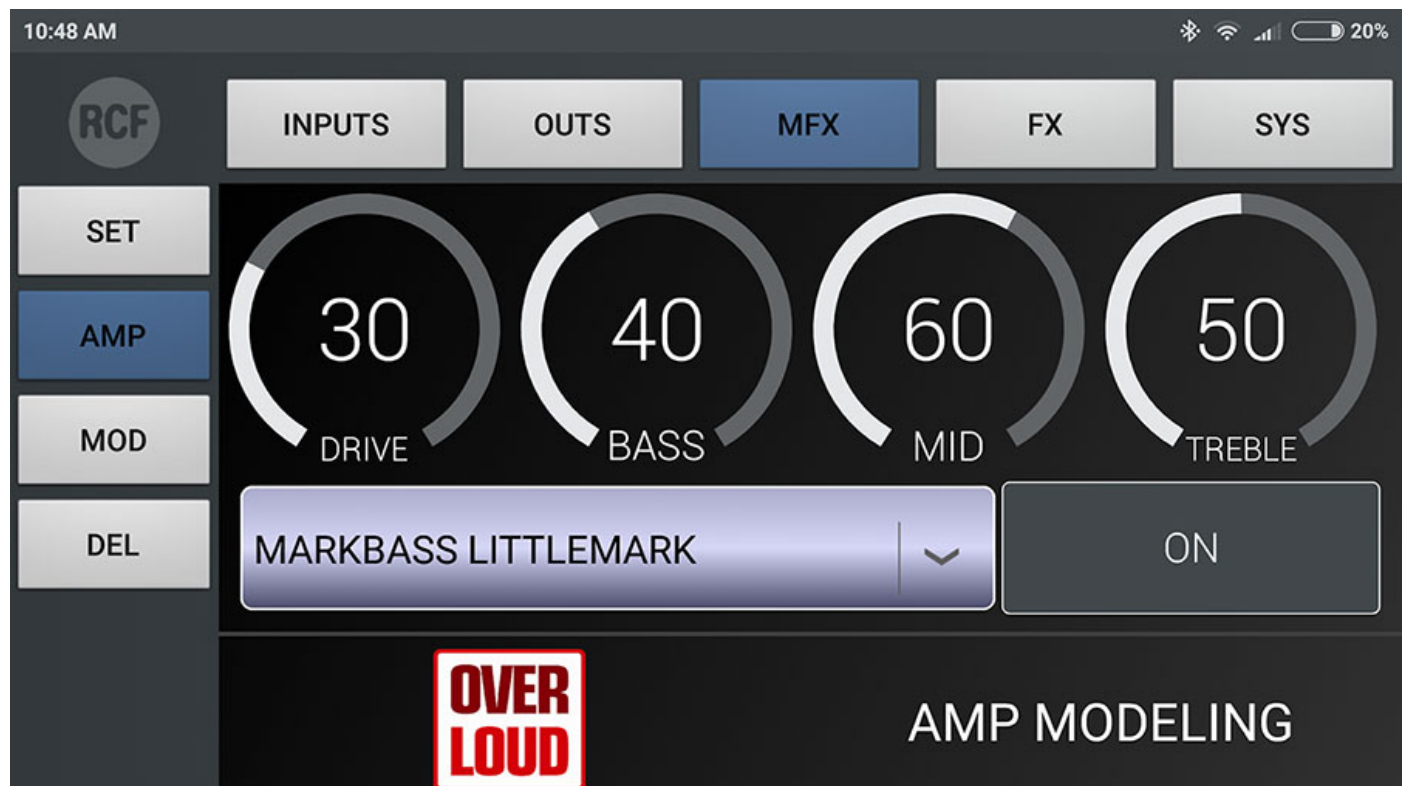 10:48 AM 20%
RCF INPUTS OUTS MFX FX SYS
SET
AMP
MOD
DEL
30 40 60 50
DRIVE BASS MID TREBLE
MARKBASS LITTLEMARK ON
OVER
LOUD
AMP MODELING